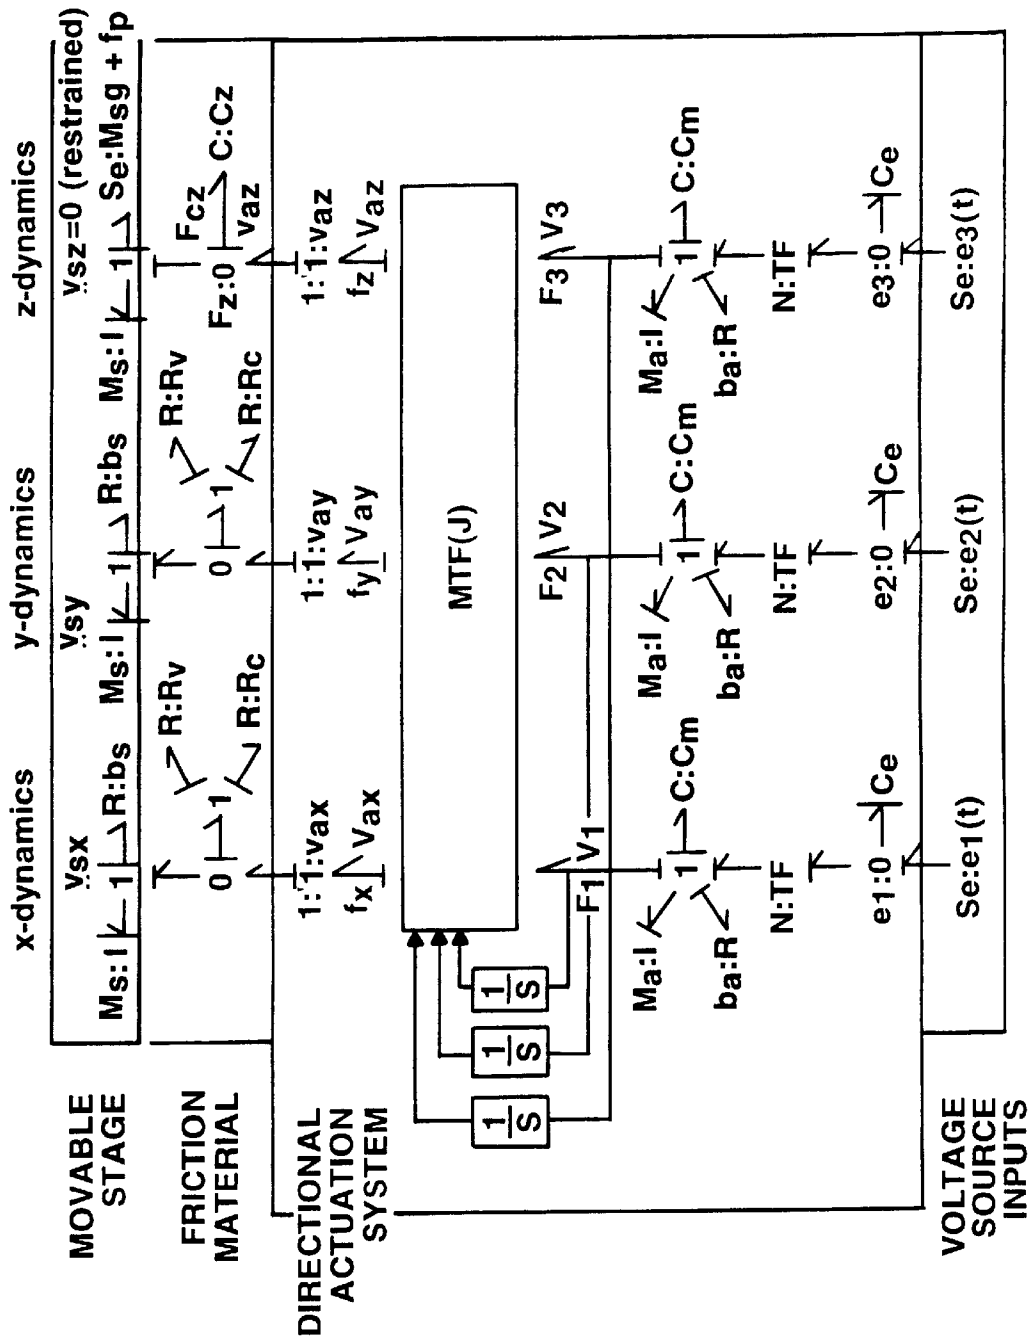 x-dynamics y-dynamics z-dynamics
MOVABLE
STAGE
Vsx Vsy Vsz=0 (restrained)
Ms:I 1 R:bs Ms:I 1 R:bs Ms:I 1 Se:Msg + fp
FRICTION
MATERIAL
R:Rv R:Rv Fcz
0 1 0 1 Fz:0 C:Cz
R:Rc R:Rc vaz
DIRECTIONAL
ACTUATION
SYSTEM
1:1:vax 1:1:vay 1:1:vaz
fx Vax fy Vay fz Vaz
MTF(J)
1/S 1/S 1/S
F1 V1 F2 V2 F3 V3
Ma:I 1 C:Cm Ma:I 1 C:Cm Ma:I 1 C:Cm
ba:R ba:R ba:R
N:TF N:TF N:TF
e1:0 Ce e2:0 Ce e3:0 Ce
VOLTAGE
SOURCE
INPUTS
Se:e1(t) Se:e2(t) Se:e3(t)